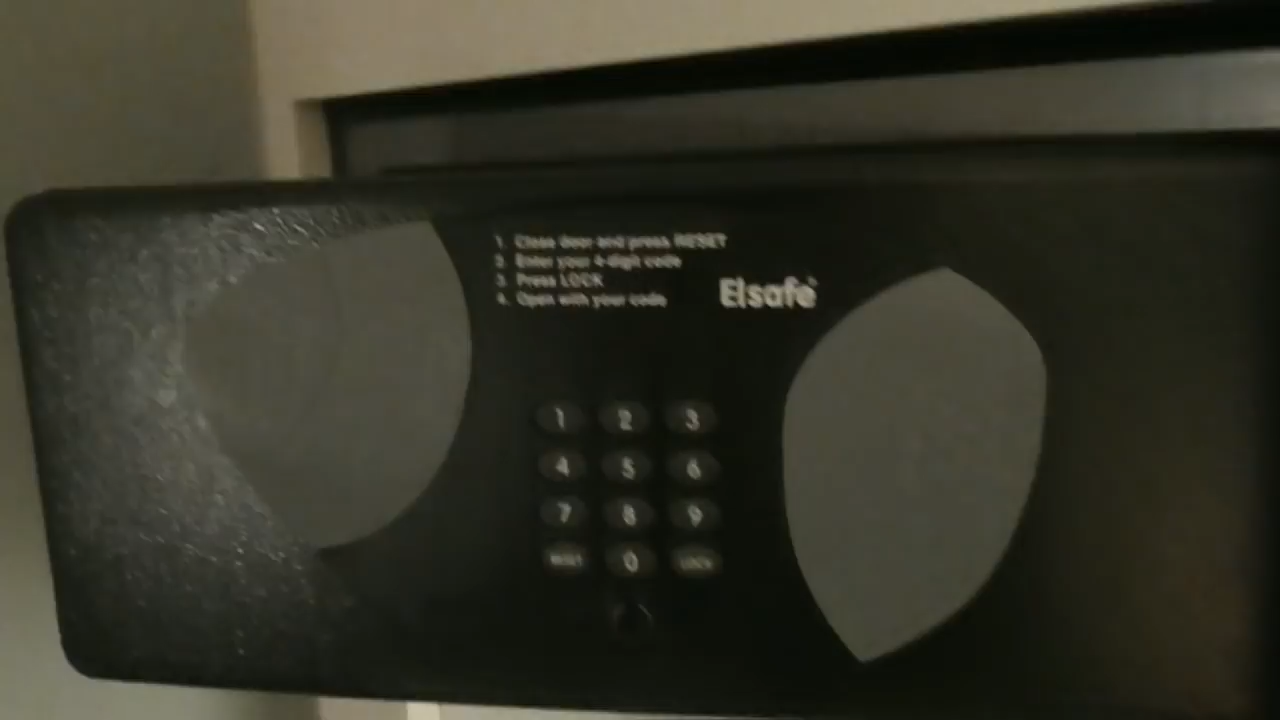 1. Close door and press RESET
2. Enter your 4-digit code
3. Press LOCK
4. Open with your code
Elsafe
1 2 3
4 5 6
7 8 9
RESET 0 LOCK